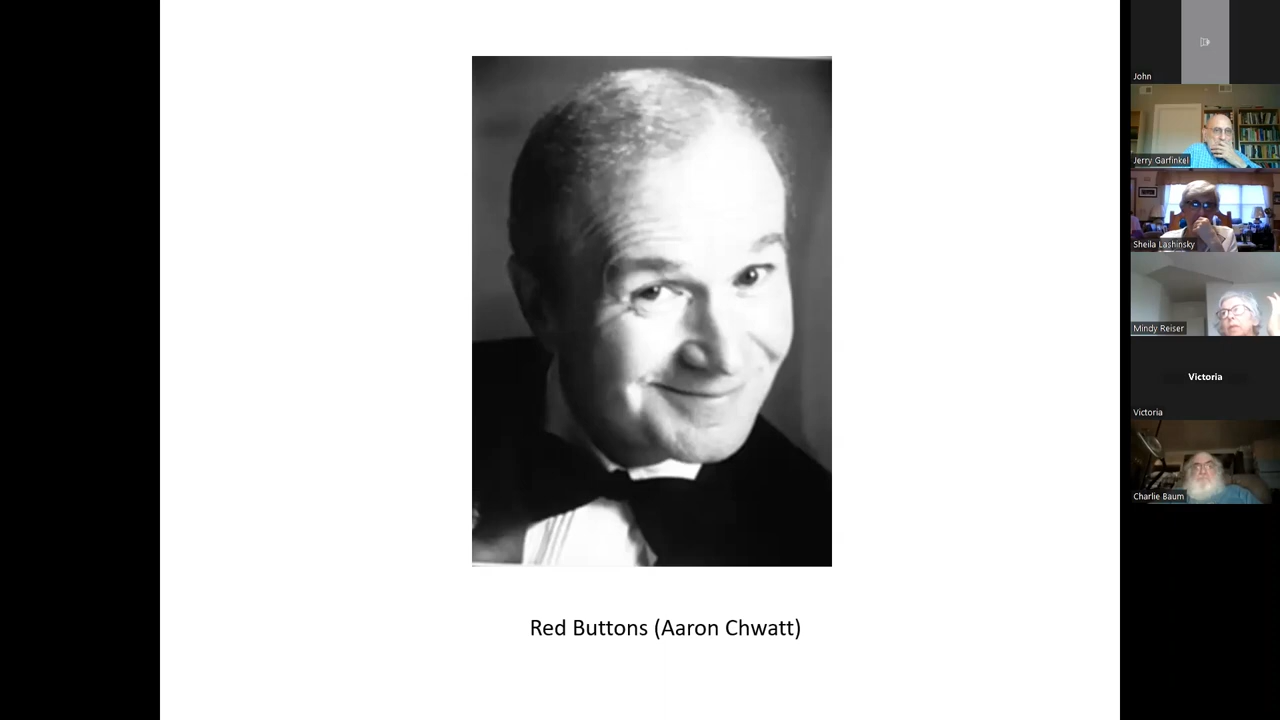 Red Buttons (Aaron Chwatt)
John
Jerry Garfinkel
Sheila Lashinsky
Mindy Reiser
Victoria
Victoria
Charlie Baum